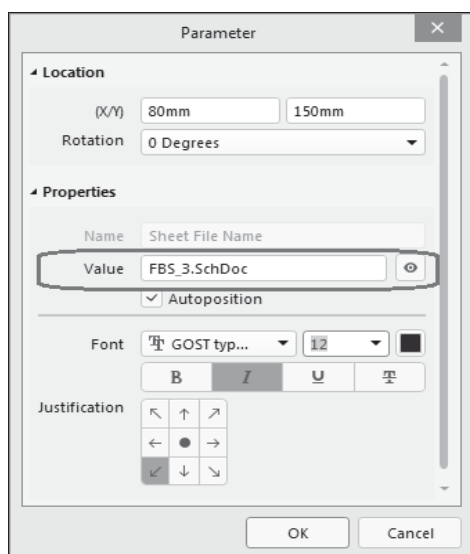 Parameter
Location
(X/Y) 80mm 150mm
Rotation 0 Degrees
Properties
Name Sheet File Name
Value FBS_3.SchDoc
Autoposition
Font GOST typ... 12
B I U T
Justification
OK Cancel